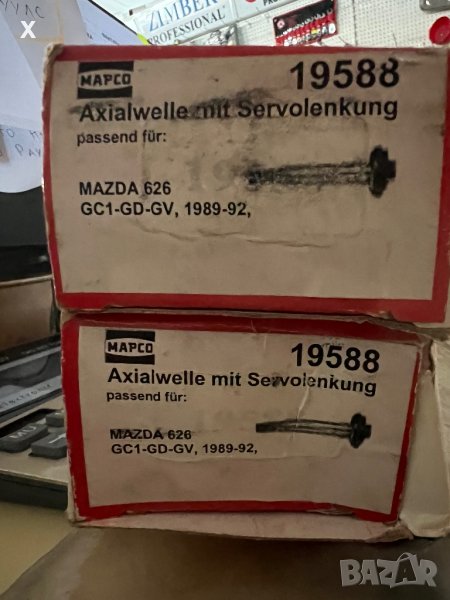 X
ZIMBER
PROFESSIONAL
MAPCO
19588
Axialwelle mit Servolenkung
passend für:
MAZDA 626
GC1-GD-GV, 1989-92,
MAPCO
19588
Axialwelle mit Servolenkung
passend für:
MAZDA 626
GC1-GD-GV, 1989-92,
BAZAR